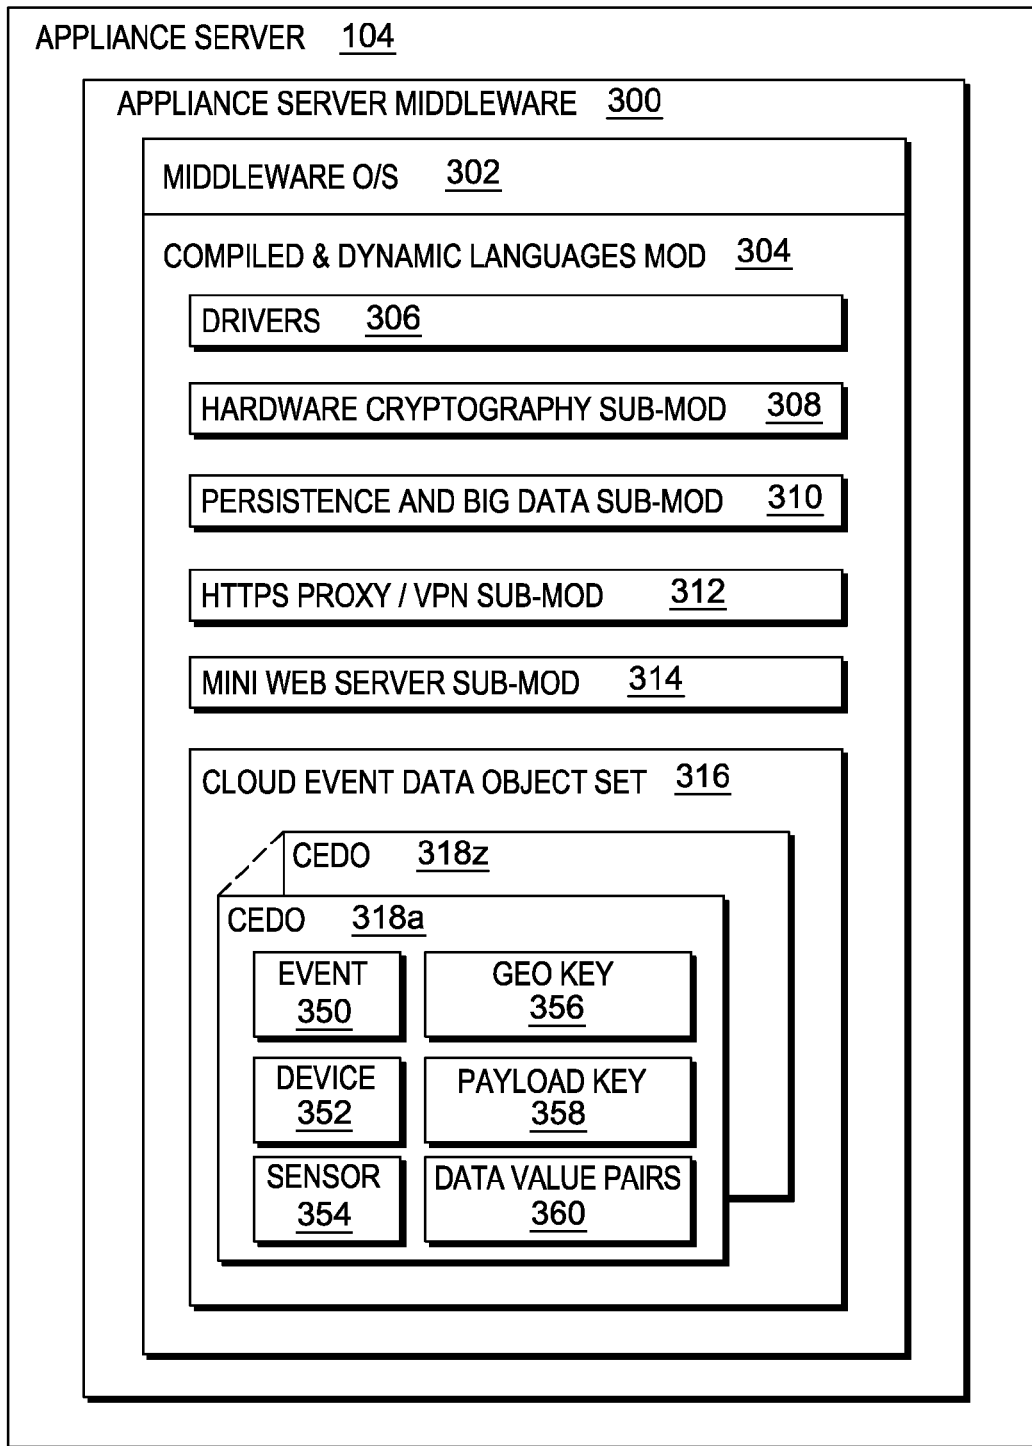 APPLIANCE SERVER 104
APPLIANCE SERVER MIDDLEWARE 300
MIDDLEWARE O/S 302
COMPILED & DYNAMIC LANGUAGES MOD 304
DRIVERS 306
HARDWARE CRYPTOGRAPHY SUB-MOD 308
PERSISTENCE AND BIG DATA SUB-MOD 310
HTTPS PROXY / VPN SUB-MOD 312
MINI WEB SERVER SUB-MOD 314
CLOUD EVENT DATA OBJECT SET 316
CEDO 318z
CEDO 318a
EVENT
350
GEO KEY
356
DEVICE
352
PAYLOAD KEY
358
SENSOR
354
DATA VALUE PAIRS
360